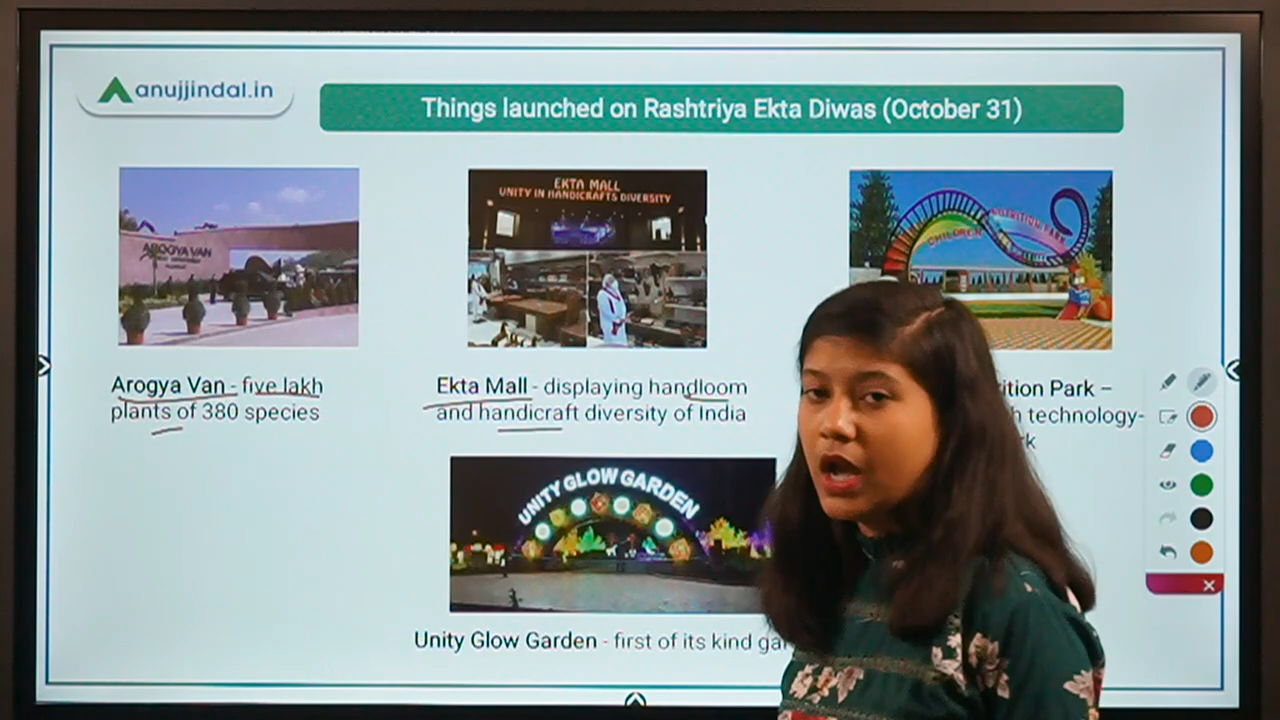 anujjindal.in
Things launched on Rashtriya Ekta Diwas (October 31)
AROGYA VAN
EKTA MALL
UNITY IN HANDICRAFTS DIVERSITY
CHILDREN NUTRITION PARK
Arogya Van - five lakh
plants of 380 species
Ekta Mall - displaying handloom
and handicraft diversity of India
Park –
technology-
UNITY GLOW GARDEN
Unity Glow Garden - first of its kind